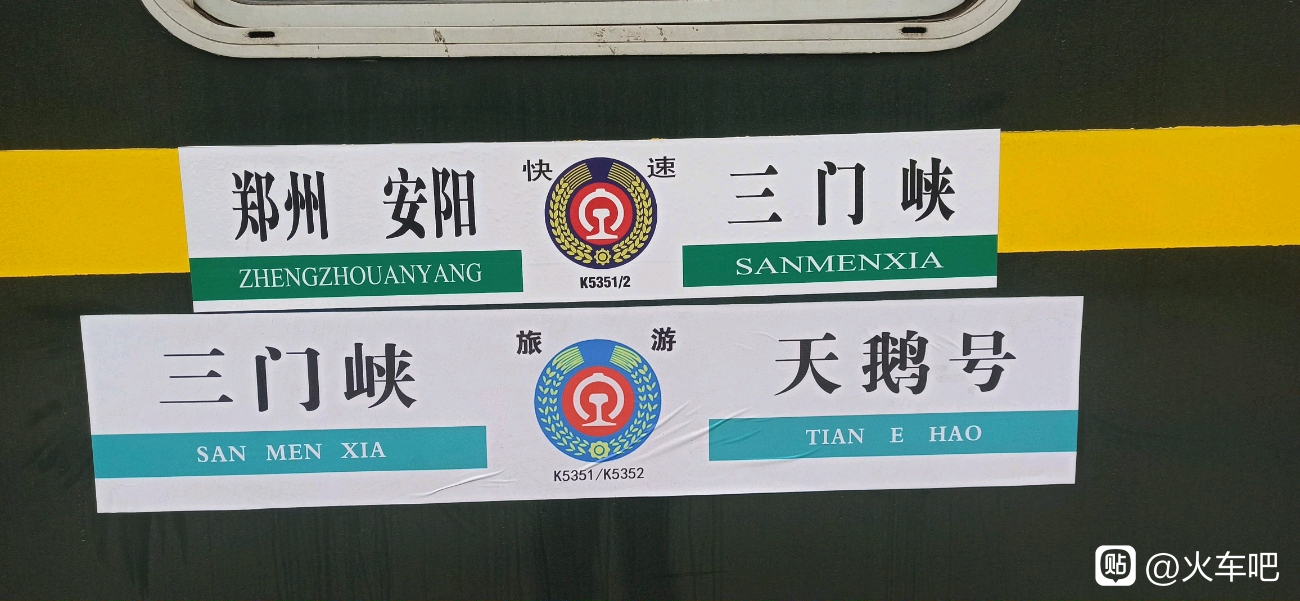 郑州 安阳 快速 三门峡
ZHENGZHOUANYANG SANMENXIA
K5351/2
三门峡 旅游 天鹅号
SAN MEN XIA TIAN E HAO
K5351/K5352
贴 @火车吧